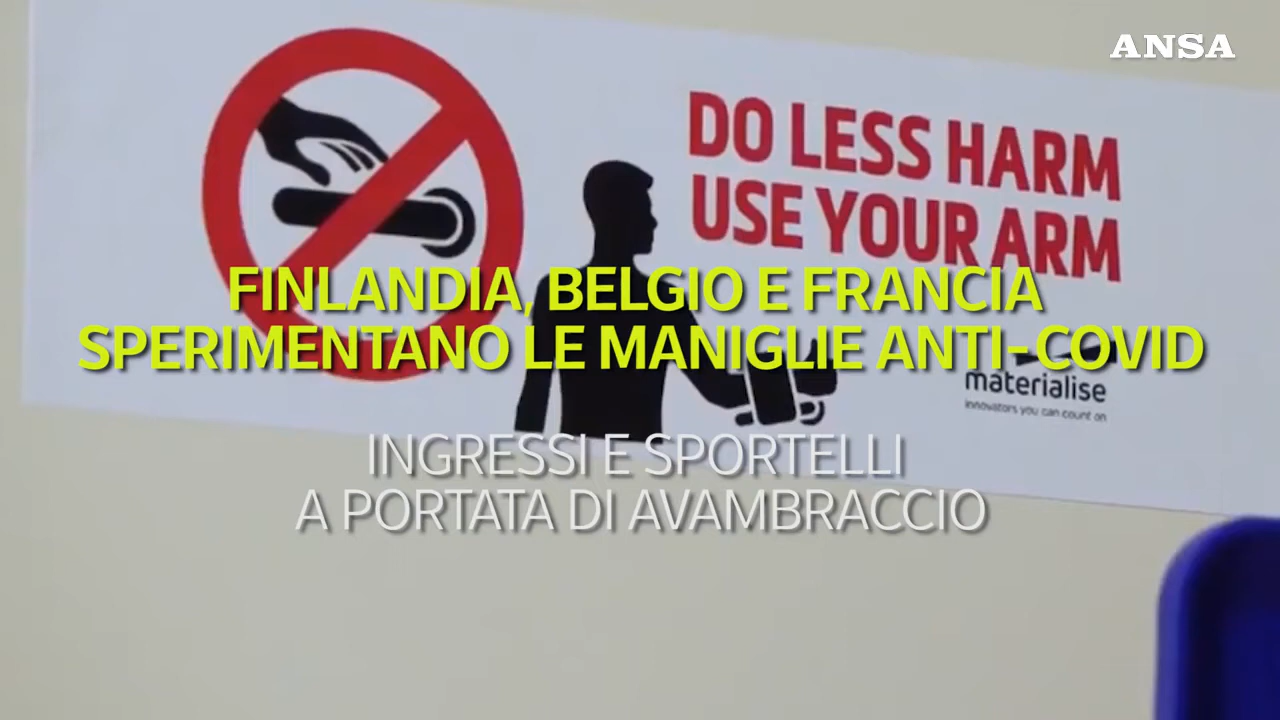 ANSA
DO LESS HARM
USE YOUR ARM
FINLANDIA, BELGIO E FRANCIA
SPERIMENTANO LE MANIGLIE ANTI-COVID
materialise
innovators you can count on
INGRESSI E SPORTELLI
A PORTATA DI AVAMBRACCIO